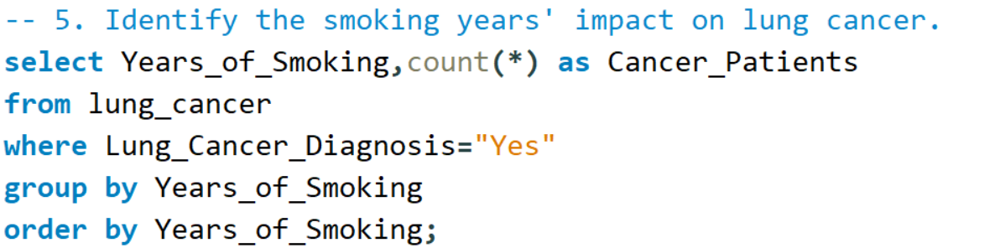 -- 5. Identify the smoking years' impact on lung cancer.
select Years_of_Smoking,count(*) as Cancer_Patients
from lung_cancer
where Lung_Cancer_Diagnosis="Yes"
group by Years_of_Smoking
order by Years_of_Smoking;